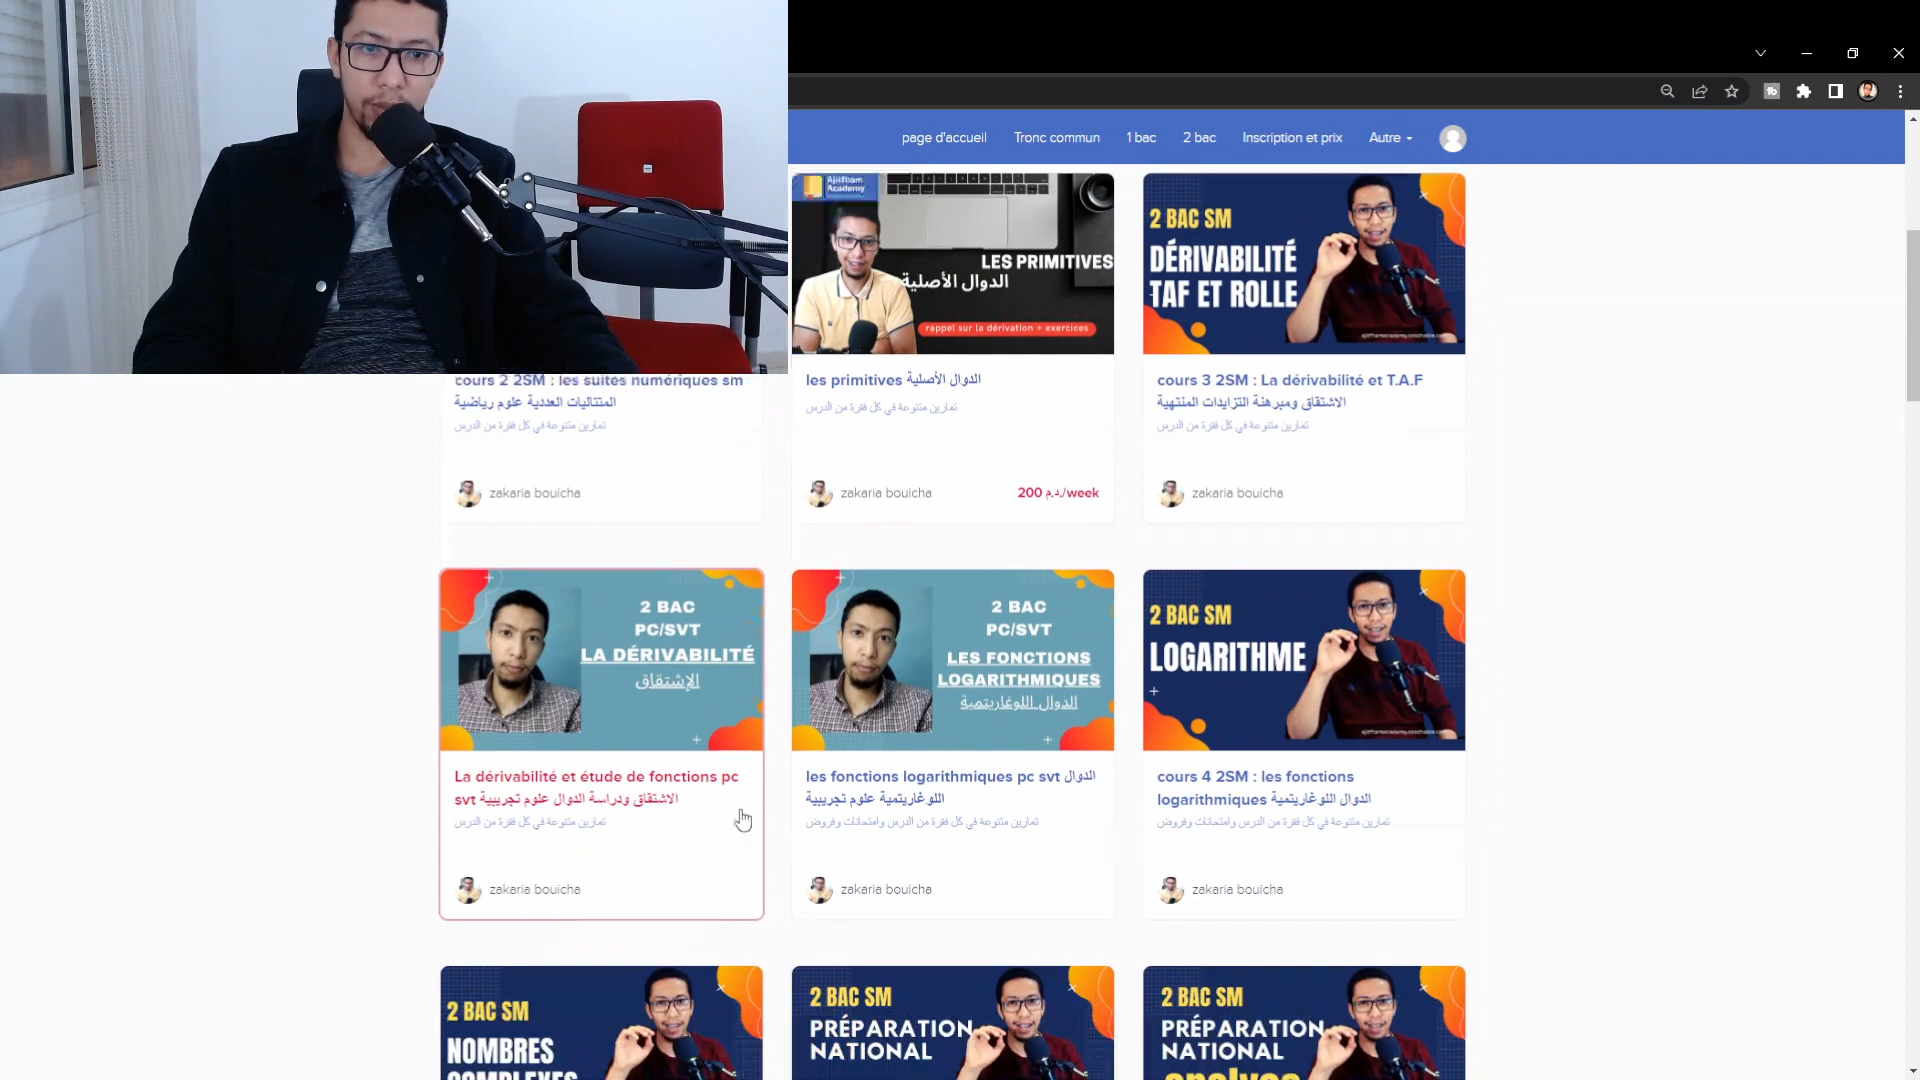 page d'accueil
Tronc commun
1 bac
2 bac
Inscription et prix
Autre
Ajiftham
Academy
LES PRIMITIVES
الدوال الأصلية
rappel sur la dérivation + exercices
2 BAC SM
DÉRIVABILITÉ
TAF ET ROLLE
cours 2 2SM : les suites numériques sm
المتتاليات العددية علوم رياضية
تمارين متنوعة في كل فقرة من الدرس
zakaria bouicha
les primitives الدوال الأصلية
تمارين متنوعة في كل فقرة من الدرس
zakaria bouicha
200 د.م./week
cours 3 2SM : La dérivabilité et T.A.F
الاشتقاق ومبرهنة التزايدات المنتهية
تمارين متنوعة في كل فقرة من الدرس
zakaria bouicha
2 BAC
PC/SVT
LA DÉRIVABILITÉ
الإشتقاق
La dérivabilité et étude de fonctions pc
svt الاشتقاق ودراسة الدوال علوم تجريبية
تمارين متنوعة في كل فقرة من الدرس
zakaria bouicha
2 BAC
PC/SVT
LES FONCTIONS
LOGARITHMIQUES
الدوال اللوغاريتمية
les fonctions logarithmiques pc svt الدوال
اللوغاريتمية علوم تجريبية
تمارين متنوعة في كل فقرة من الدرس وامتحانات وفروض
zakaria bouicha
2 BAC SM
LOGARITHME
cours 4 2SM : les fonctions
logarithmiques الدوال اللوغاريتمية
تمارين متنوعة في كل فقرة من الدرس وامتحانات وفروض
zakaria bouicha
2 BAC SM
NOMBRES
COMPLEXES
2 BAC SM
PRÉPARATION
NATIONAL
2 BAC SM
PRÉPARATION
NATIONAL
analyse